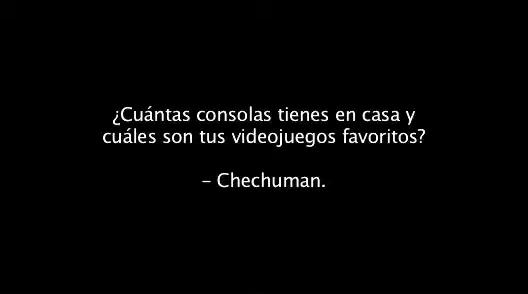 ¿Cuántas consolas tienes en casa y
cuáles son tus videojuegos favoritos?
– Chechuman.